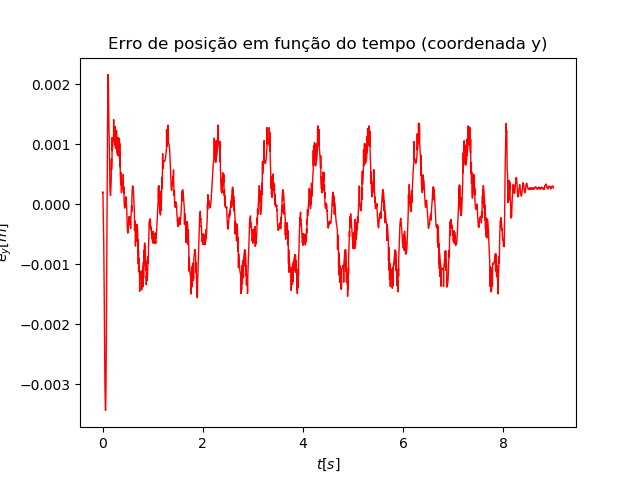 Erro de posição em função do tempo (coordenada y)
0.002
0.001
0.000
−0.001
−0.002
−0.003
e_y[m]
0 2 4 6 8
t[s]